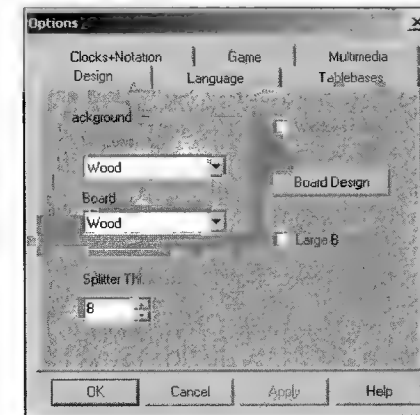 Options
Clocks+Notation Game Multimedia
Design Language Tablebases
ackground
Wood
Board Design
Board
Wood
Large B
Splitter Th.
8
OK Cancel Apply Help